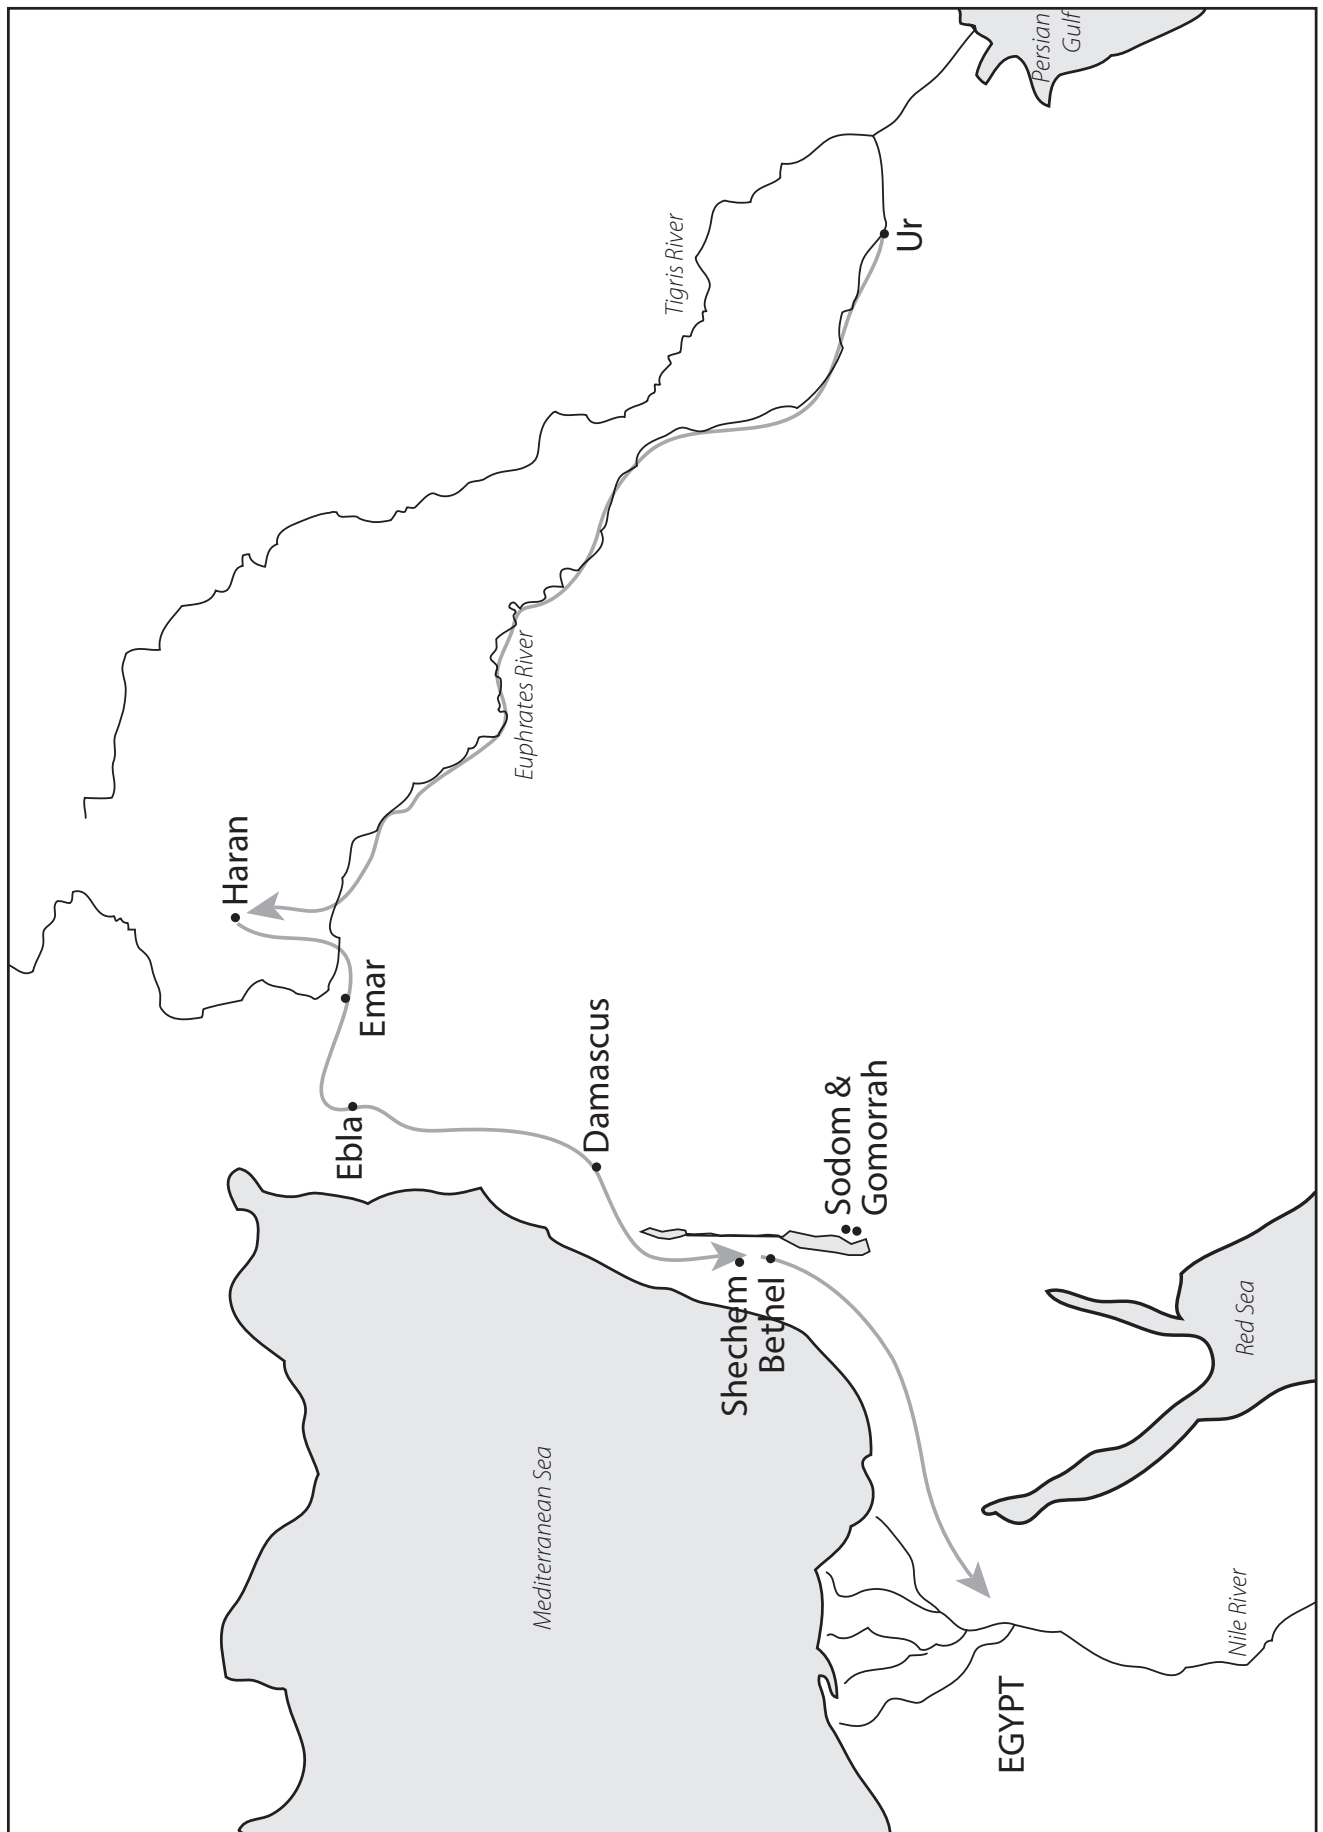 Haran
Emar
Ebla
Damascus
Shechem
Bethel
Sodom &
Gomorrah
Ur
EGYPT
Mediterranean Sea
Euphrates River
Tigris River
Persian
Gulf
Red Sea
Nile River